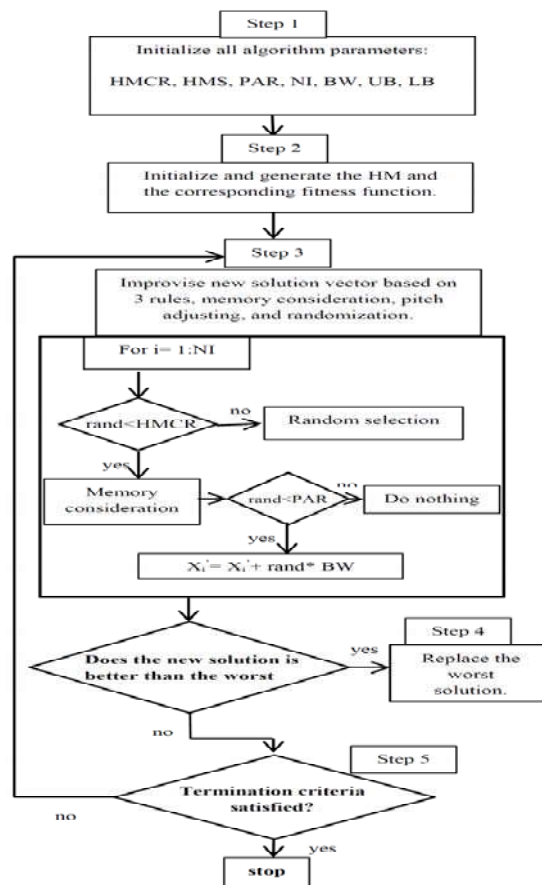 Step 1
Initialize all algorithm parameters:
HMCR, HMS, PAR, NI, BW, UB, LB
Step 2
Initialize and generate the HM and
the corresponding fitness function.
Step 3
Improvise new solution vector based on
3 rules, memory consideration, pitch
adjusting, and randomization.
For i= 1:NI
rand<HMCR
no
Random selection
yes
Memory
consideration
rand<PAR
no
Do nothing
yes
Xi'= Xi'+ rand* BW
Does the new solution is
better than the worst
yes
Step 4
Replace the
worst
solution.
no
Step 5
Termination criteria
satisfied?
no
yes
stop